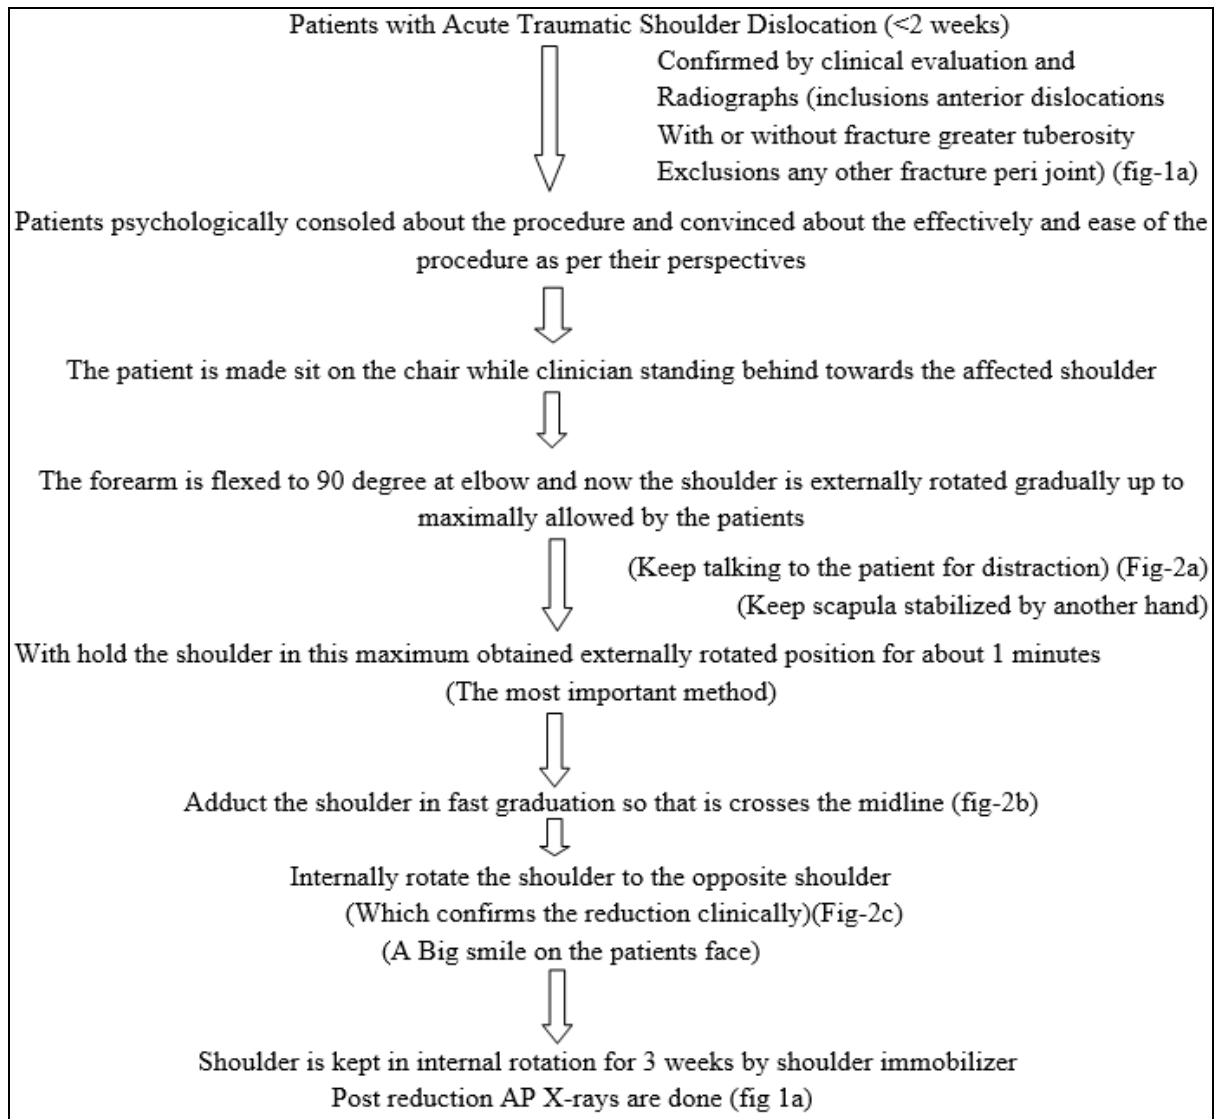 Patients with Acute Traumatic Shoulder Dislocation (<2 weeks)
Confirmed by clinical evaluation and
Radiographs (inclusions anterior dislocations
With or without fracture greater tuberosity
Exclusions any other fracture peri joint) (fig-1a)
Patients psychologically consoled about the procedure and convinced about the effectively and ease of the
procedure as per their perspectives
The patient is made sit on the chair while clinician standing behind towards the affected shoulder
The forearm is flexed to 90 degree at elbow and now the shoulder is externally rotated gradually up to
maximally allowed by the patients
(Keep talking to the patient for distraction) (Fig-2a)
(Keep scapula stabilized by another hand)
With hold the shoulder in this maximum obtained externally rotated position for about 1 minutes
(The most important method)
Adduct the shoulder in fast graduation so that is crosses the midline (fig-2b)
Internally rotate the shoulder to the opposite shoulder
(Which confirms the reduction clinically)(Fig-2c)
(A Big smile on the patients face)
Shoulder is kept in internal rotation for 3 weeks by shoulder immobilizer
Post reduction AP X-rays are done (fig 1a)